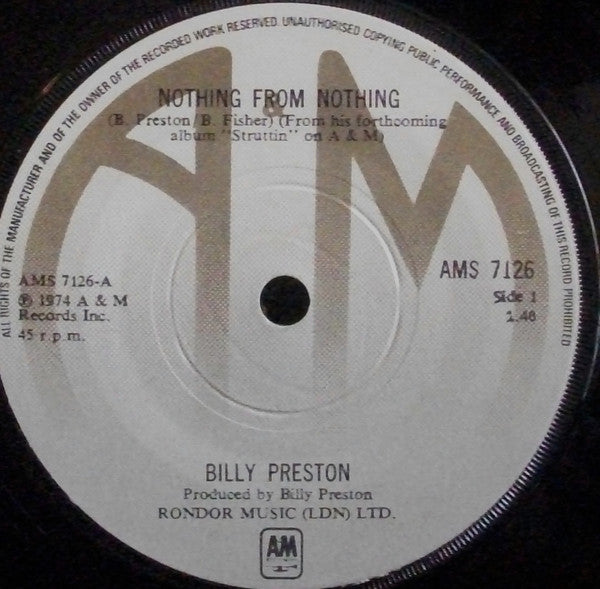 ALL RIGHTS OF THE MANUFACTURER AND OF THE OWNER OF THE RECORDED WORK RESERVED. UNAUTHORISED COPYING PUBLIC PERFORMANCE AND BROADCASTING OF THIS RECORD PROHIBITED
AM
NOTHING FROM NOTHING
(B. Preston/B. Fisher) (From his forthcoming
album "Struttin" on A & M)
AMS 7126-A
℗ 1974 A & M
Records Inc.
45 r.p.m.
AMS 7126
Side 1
2.40
BILLY PRESTON
Produced by Billy Preston
RONDOR MUSIC (LDN) LTD.
AM